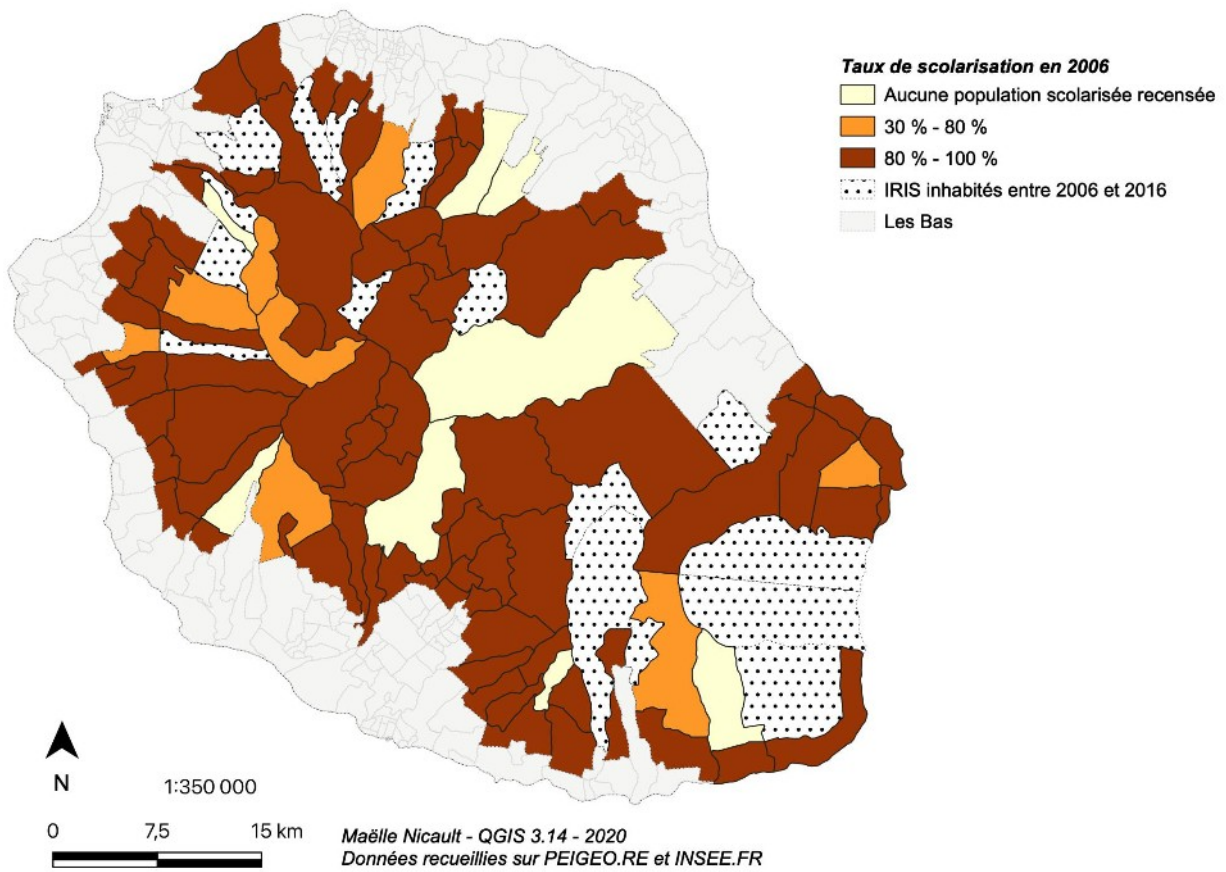 Taux de scolarisation en 2006
Aucune population scolarisée recensée
30 % - 80 %
80 % - 100 %
IRIS inhabités entre 2006 et 2016
Les Bas
N
1:350 000
0 7,5 15 km
Maëlle Nicault - QGIS 3.14 - 2020
Données recueillies sur PEIGEO.RE et INSEE.FR